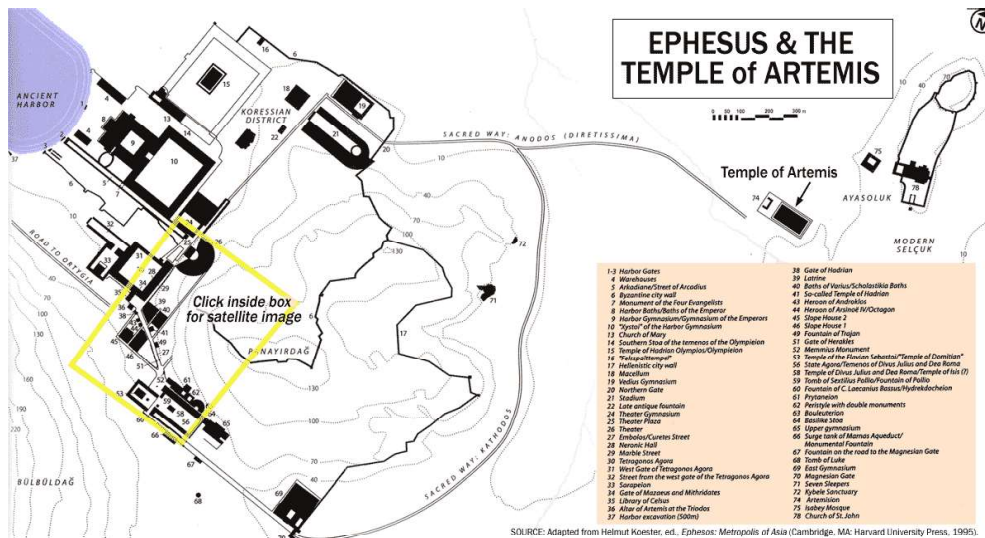 EPHESUS & THE
TEMPLE of ARTEMIS
ANCIENT
HARBOR
KORESSIAN
DISTRICT
SACRED WAY: ANODOS (DIRETISSIMA)
Temple of Artemis
AYASOLUK
MODERN
SELÇUK
ROAD TO ORTYGIA
Click inside box
for satellite image
PANAYIRDAĞ
SACRED WAY: KATHODOS
BÜLBÜLDAĞ
1-3 Harbor Gates
4 Warehouses
5 Arkadiane/Street of Arcadius
6 Byzantine city wall
7 Monument of the Four Evangelists
8 Harbor Baths/Baths of the Emperor
9 Harbor Gymnasium/Gymnasium of the Emperors
10 "Xystoi" of the Harbor Gymnasium
13 Church of Mary
14 Southern Stoa of the temenos of the Olympieion
15 Temple of Hadrian Olympios/Olympieion
16 "Felsspalttempel"
17 Hellenistic city wall
18 Macellum
19 Vedius Gymnasium
20 Northern Gate
21 Stadium
22 Late antique fountain
24 Theater Gymnasium
25 Theater Plaza
26 Theater
27 Embolos/Curetes Street
28 Neronic Hall
29 Marble Street
30 Tetragonos Agora
31 West Gate of Tetragonos Agora
32 Street from the west gate of the Tetragonos Agora
33 Sarapeion
34 Gate of Mazaeus and Mithridates
35 Library of Celsus
36 Altar of Artemis at the Triodos
37 Harbor excavation (500m)
38 Gate of Hadrian
39 Latrine
40 Baths of Varius/Scholastikia Baths
41 So-called Temple of Hadrian
43 Heroon of Androklos
44 Heroon of Arsinoë IV/Octagon
45 Slope House 2
46 Slope House 1
49 Fountain of Trajan
51 Gate of Herakles
52 Memmius Monument
53 Temple of the Flavian Sebastoi/"Temple of Domitian"
56 State Agora/Temenos of Divus Julius and Dea Roma
58 Temple of Divus Julius and Dea Roma/Temple of Isis (?)
59 Tomb of Sextilius Pollio/Fountain of Pollio
60 Fountain of C. Laecanius Bassus/Hydrekdocheion
61 Prytaneion
62 Peristyle with double monuments
63 Bouleuterion
64 Basilike Stoa
65 Upper gymnasium
66 Surge tank of Marnas Aqueduct/
Monumental Fountain
67 Fountain on the road to the Magnesian Gate
68 Tomb of Luke
69 East Gymnasium
70 Magnesian Gate
71 Seven Sleepers
72 Kybele Sanctuary
74 Artemision
75 Isabey Mosque
78 Church of St. John
SOURCE: Adapted from Helmut Koester, ed., Ephesos: Metropolis of Asia (Cambridge, MA: Harvard University Press, 1995).